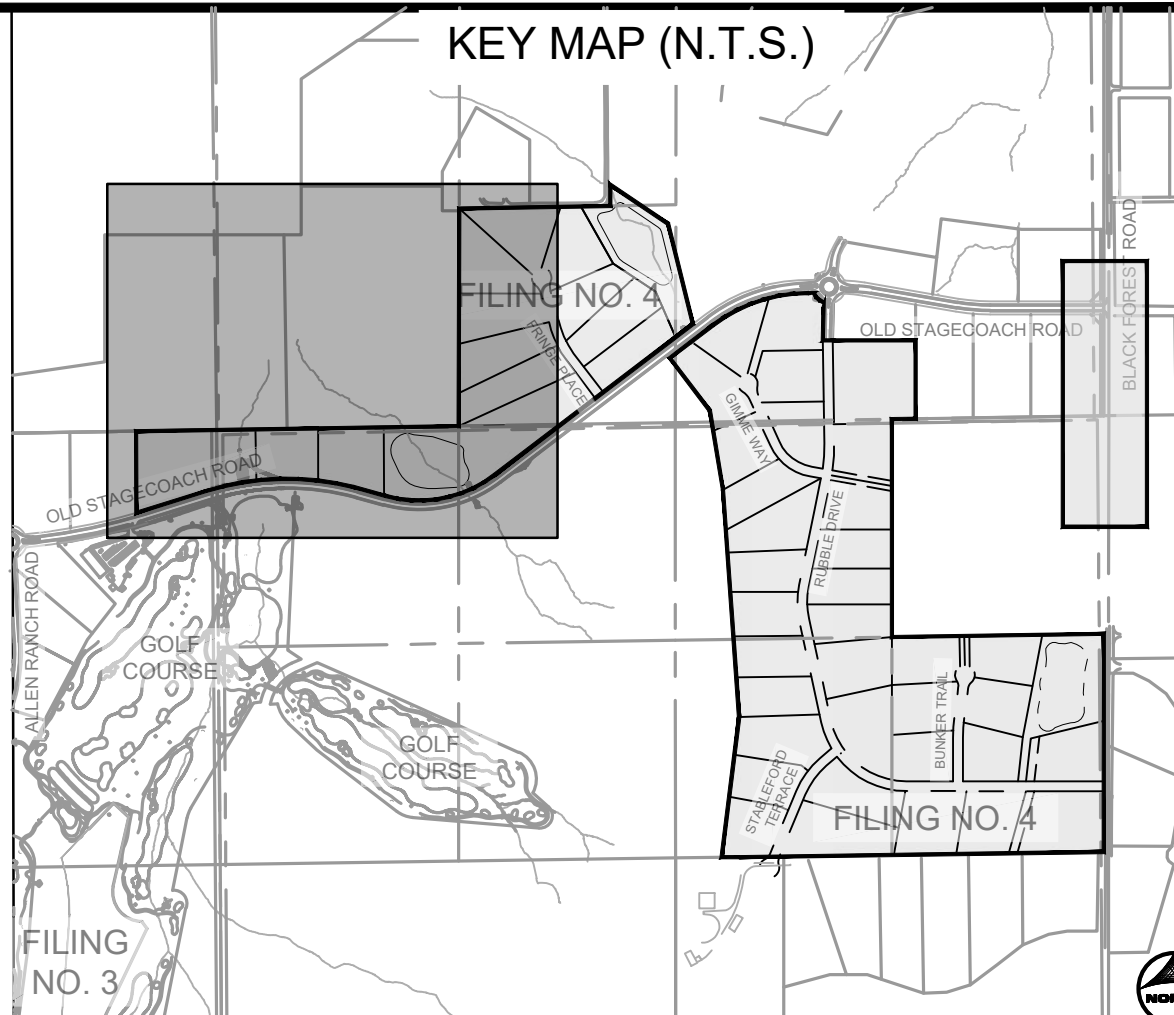 KEY MAP (N.T.S.)
BLACK FOREST ROAD
FILING NO. 4
OLD STAGECOACH ROAD
FRINGE PLACE
GIMME WAY
OLD STAGECOACH ROAD
RUBBLE DRIVE
ALLEN RANCH ROAD
GOLF
COURSE
GOLF
COURSE
BUNKER TRAIL
STABLEFORD
TERRACE
FILING NO. 4
FILING
NO. 3